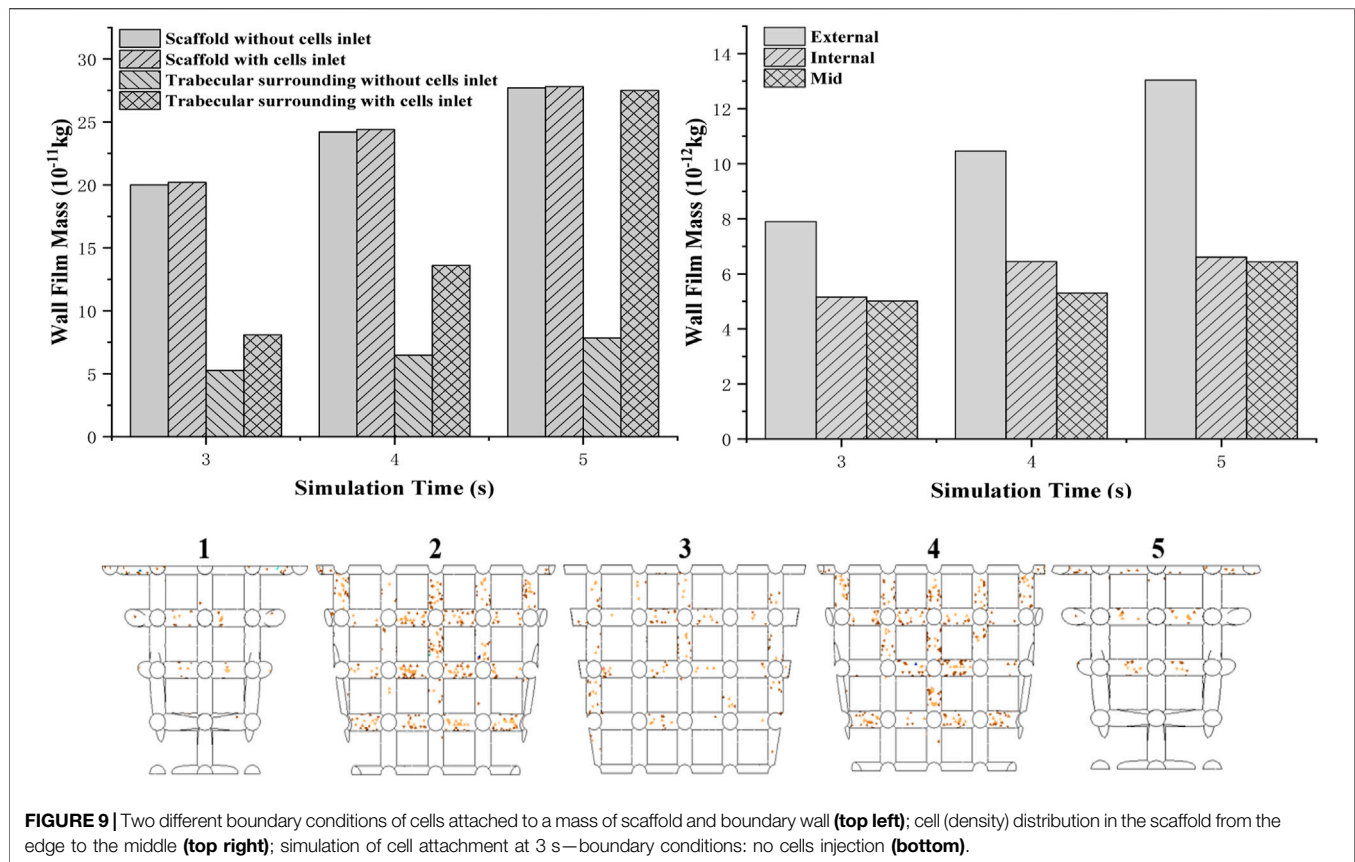 Scaffold without cells inlet
Scaffold with cells inlet
Trabecular surrounding without cells inlet
Trabecular surrounding with cells inlet
Wall Film Mass (10⁻¹¹kg)
30
25
20
15
10
5
0
3 4 5
Simulation Time (s)
External
Internal
Mid
Wall Film Mass (10⁻¹²kg)
14
12
10
8
6
4
2
0
3 4 5
Simulation Time (s)
1 2 3 4 5
FIGURE 9 | Two different boundary conditions of cells attached to a mass of scaffold and boundary wall (top left); cell (density) distribution in the scaffold from the
edge to the middle (top right); simulation of cell attachment at 3 s—boundary conditions: no cells injection (bottom).